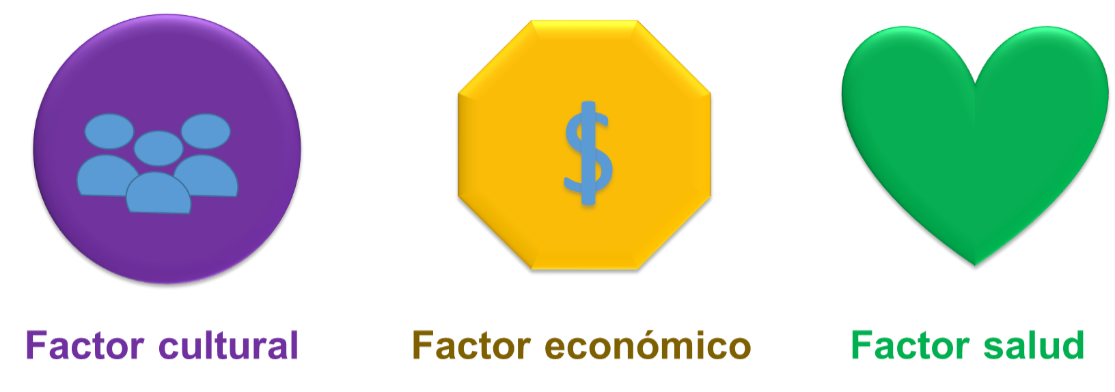 $
Factor cultural
Factor económico
Factor salud